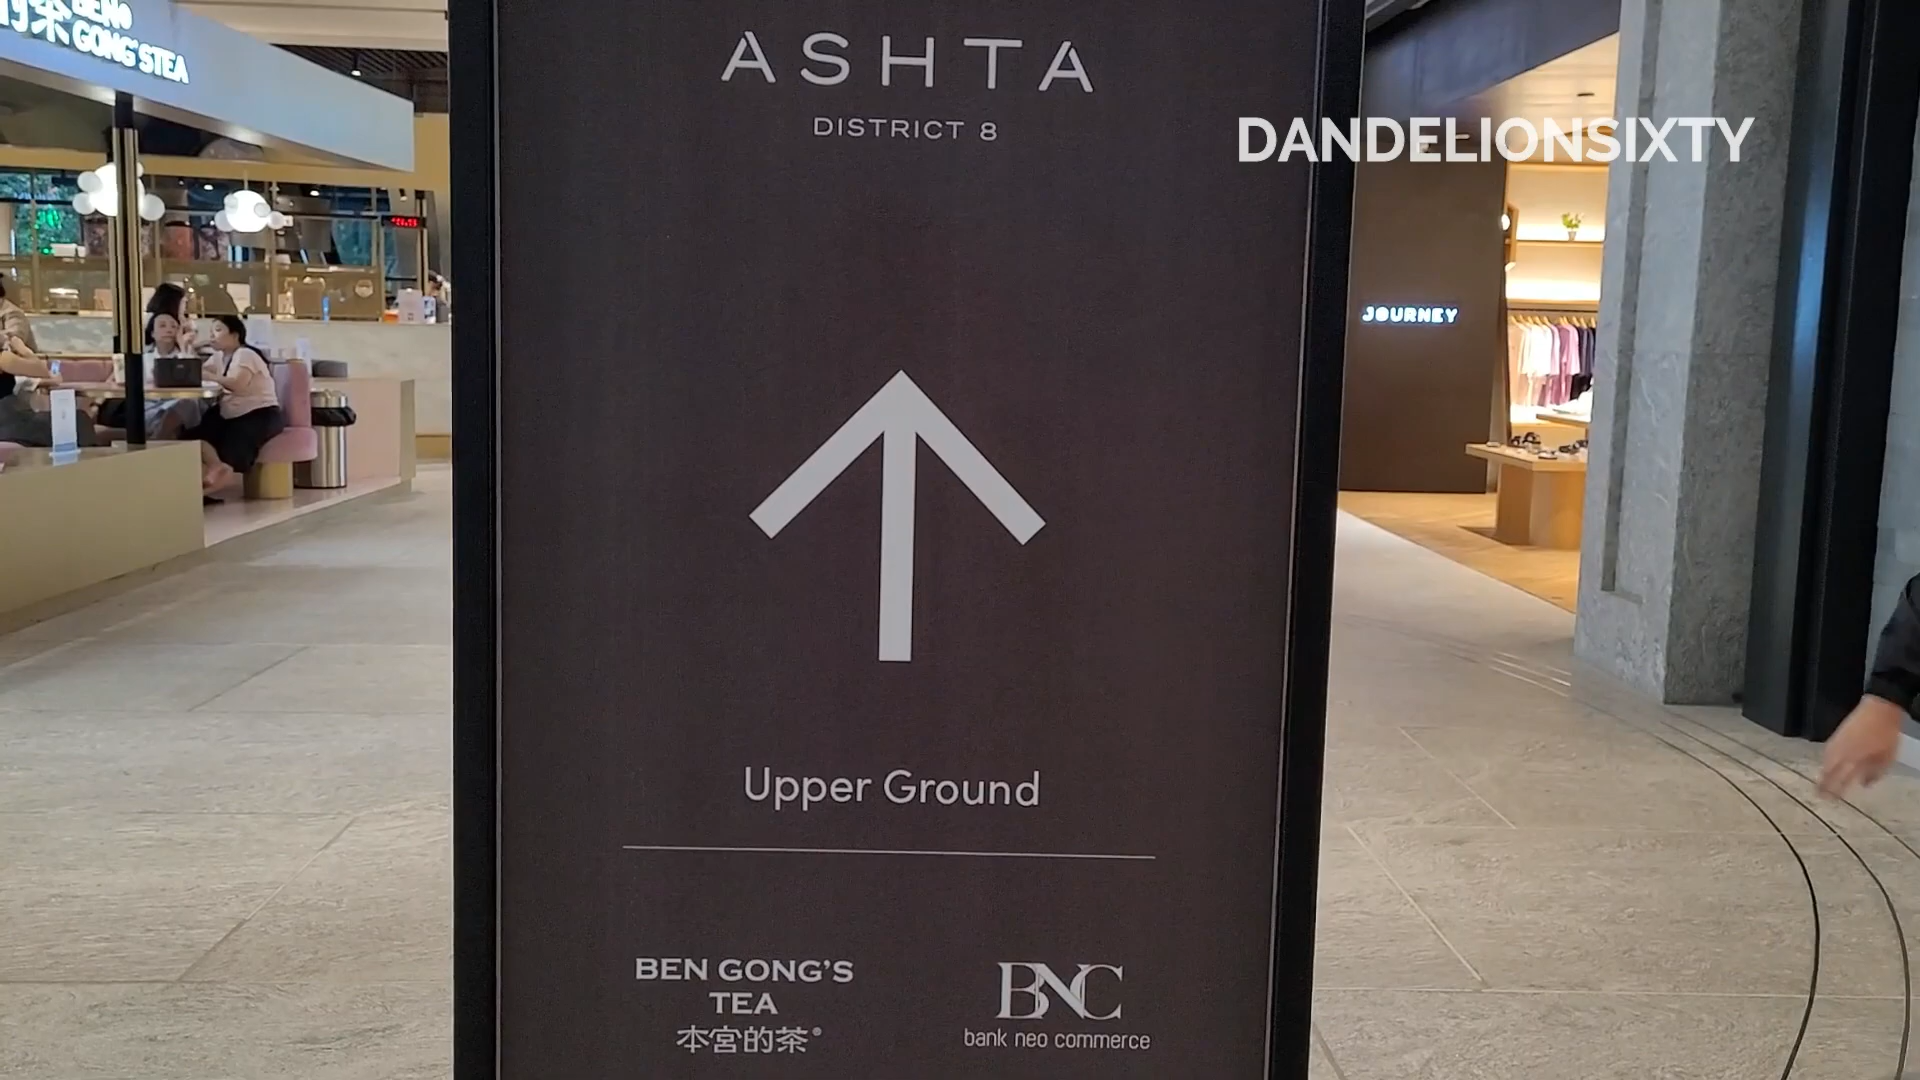 BEN GONG'S TEA
ASHTA
DISTRICT 8
DANDELIONSIXTY
JOURNEY
Upper Ground
BEN GONG'S
TEA
本宮的茶®
BNC
bank neo commerce